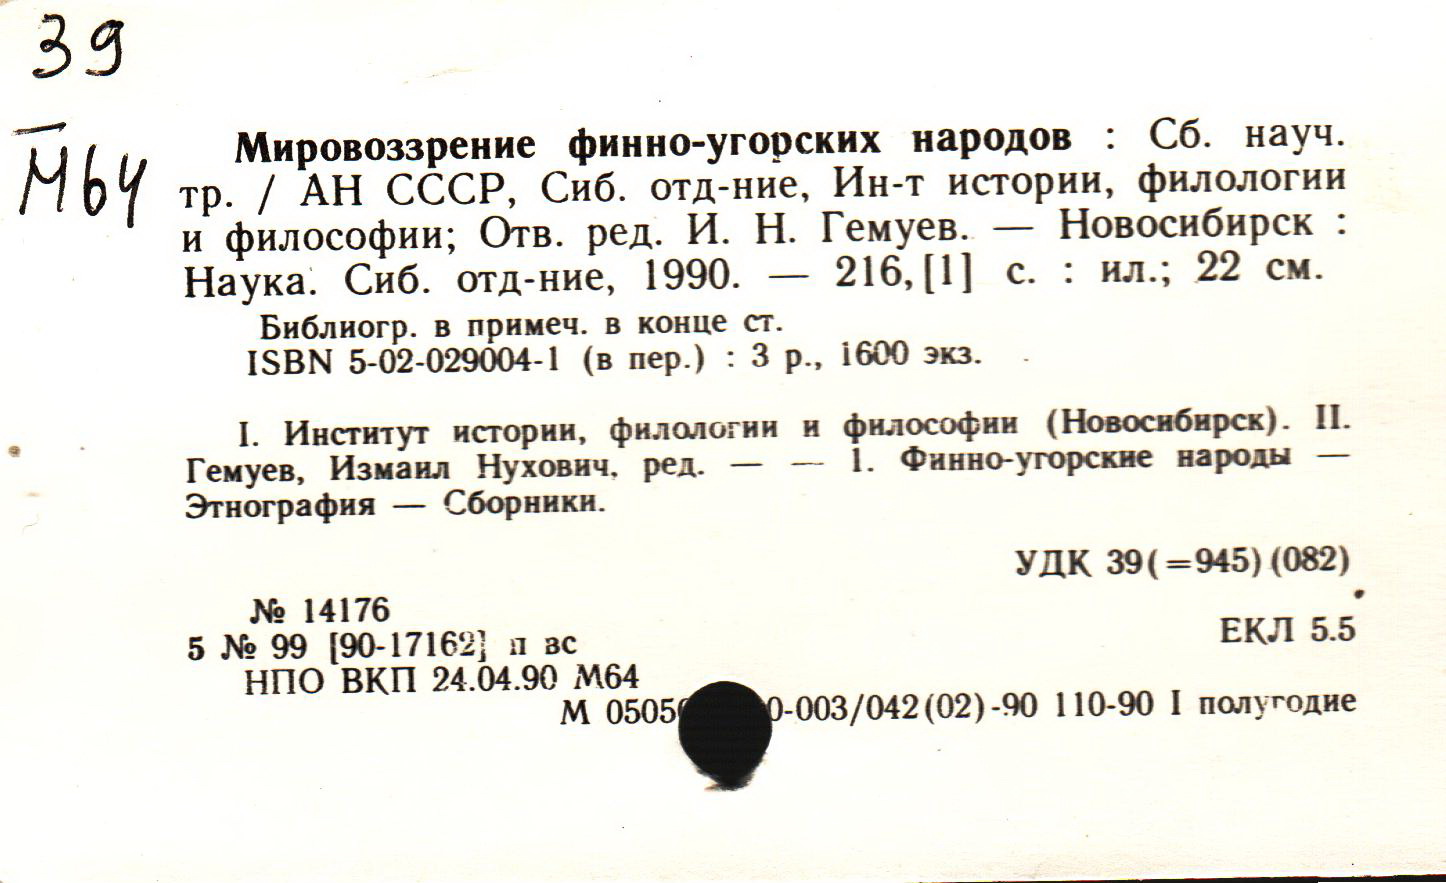 39
М64
Мировоззрение финно-угорских народов : Сб. науч.
тр. / АН СССР, Сиб. отд-ние, Ин-т истории, филологии
и философии; Отв. ред. И. Н. Гемуев. — Новосибирск :
Наука. Сиб. отд-ние, 1990. — 216, [1] с. : ил.; 22 см.
Библиогр. в примеч. в конце ст.
ISBN 5-02-029004-1 (в пер.) : 3 р., 1600 экз.
I. Институт истории, филологии и философии (Новосибирск). II.
Гемуев, Измаил Нухович, ред. — — 1. Финно-угорские народы —
Этнография — Сборники.
УДК 39(=945)(082)
№ 14176
ЕКЛ 5.5
5 № 99 [90-17162] п вс
НПО ВКП 24.04.90 М64
М 0505 0-003/042(02)-90 110-90 I полугодие